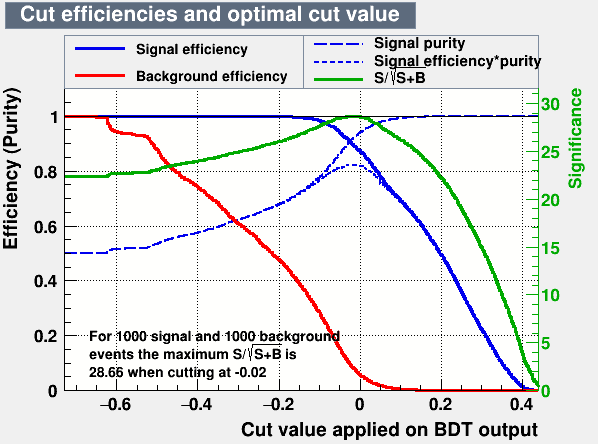 Cut efficiencies and optimal cut value
Signal efficiency
Background efficiency
Signal purity
Signal efficiency*purity
S/√S+B
Efficiency (Purity)
1
0.8
0.6
0.4
0.2
0
Significance
30
25
20
15
10
5
0
For 1000 signal and 1000 background
events the maximum S/√S+B is
28.66 when cutting at -0.02
−0.6 −0.4 −0.2 0 0.2 0.4
Cut value applied on BDT output